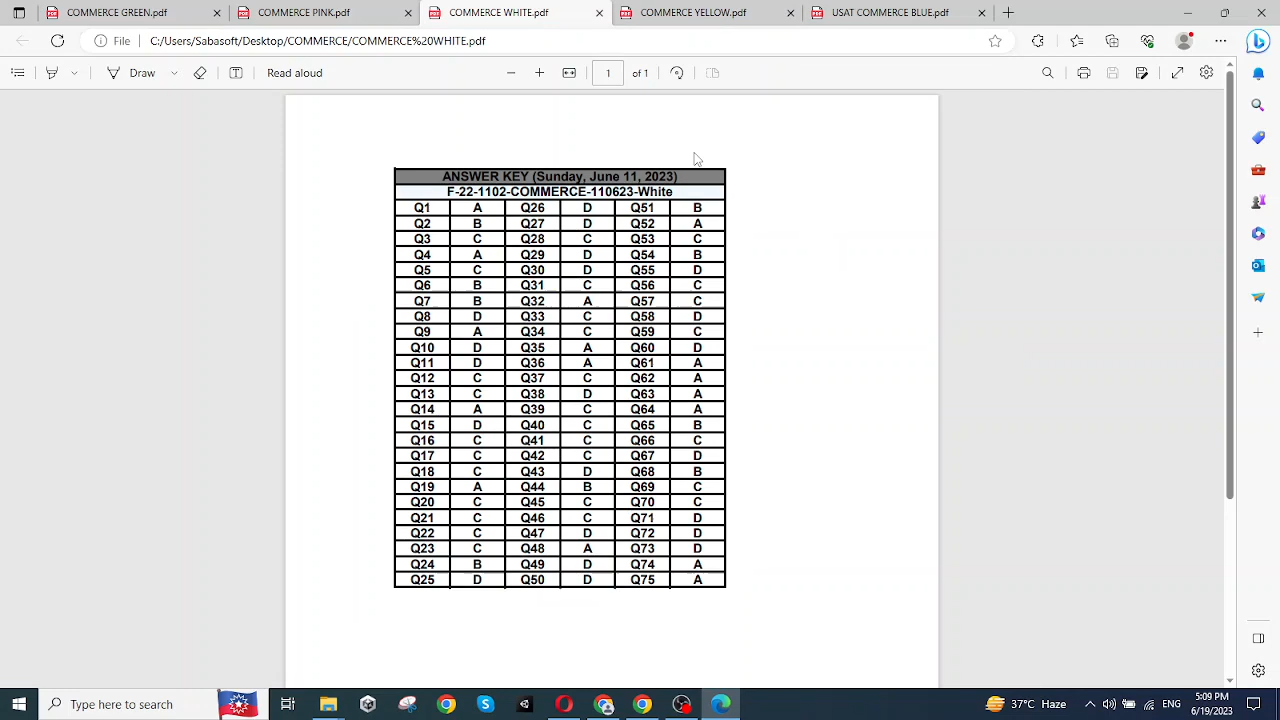 COMMERCE GREEN.pdf
COMMERCE PINK.pdf
COMMERCE WHITE.pdf
COMMERCE YELLOW.pdf
USAT COMMERCE BLUE.pdf
File C:/Users/Sabasoft/Desktop/COMMERCE/COMMERCE%20WHITE.pdf
Draw Read aloud 1 of 1
ANSWER KEY (Sunday, June 11, 2023)
F-22-1102-COMMERCE-110623-White
Q1 A Q26 D Q51 B
Q2 B Q27 D Q52 A
Q3 C Q28 C Q53 C
Q4 A Q29 D Q54 B
Q5 C Q30 D Q55 D
Q6 B Q31 C Q56 C
Q7 B Q32 A Q57 C
Q8 D Q33 C Q58 D
Q9 A Q34 C Q59 C
Q10 D Q35 A Q60 D
Q11 D Q36 A Q61 A
Q12 C Q37 C Q62 A
Q13 C Q38 D Q63 A
Q14 A Q39 C Q64 A
Q15 D Q40 C Q65 B
Q16 C Q41 C Q66 C
Q17 C Q42 C Q67 D
Q18 C Q43 D Q68 B
Q19 A Q44 B Q69 C
Q20 C Q45 C Q70 C
Q21 C Q46 C Q71 D
Q22 C Q47 D Q72 D
Q23 C Q48 A Q73 D
Q24 B Q49 D Q74 A
Q25 D Q50 D Q75 A
Type here to search
37°C Haze
ENG
5:09 PM
6/19/2023